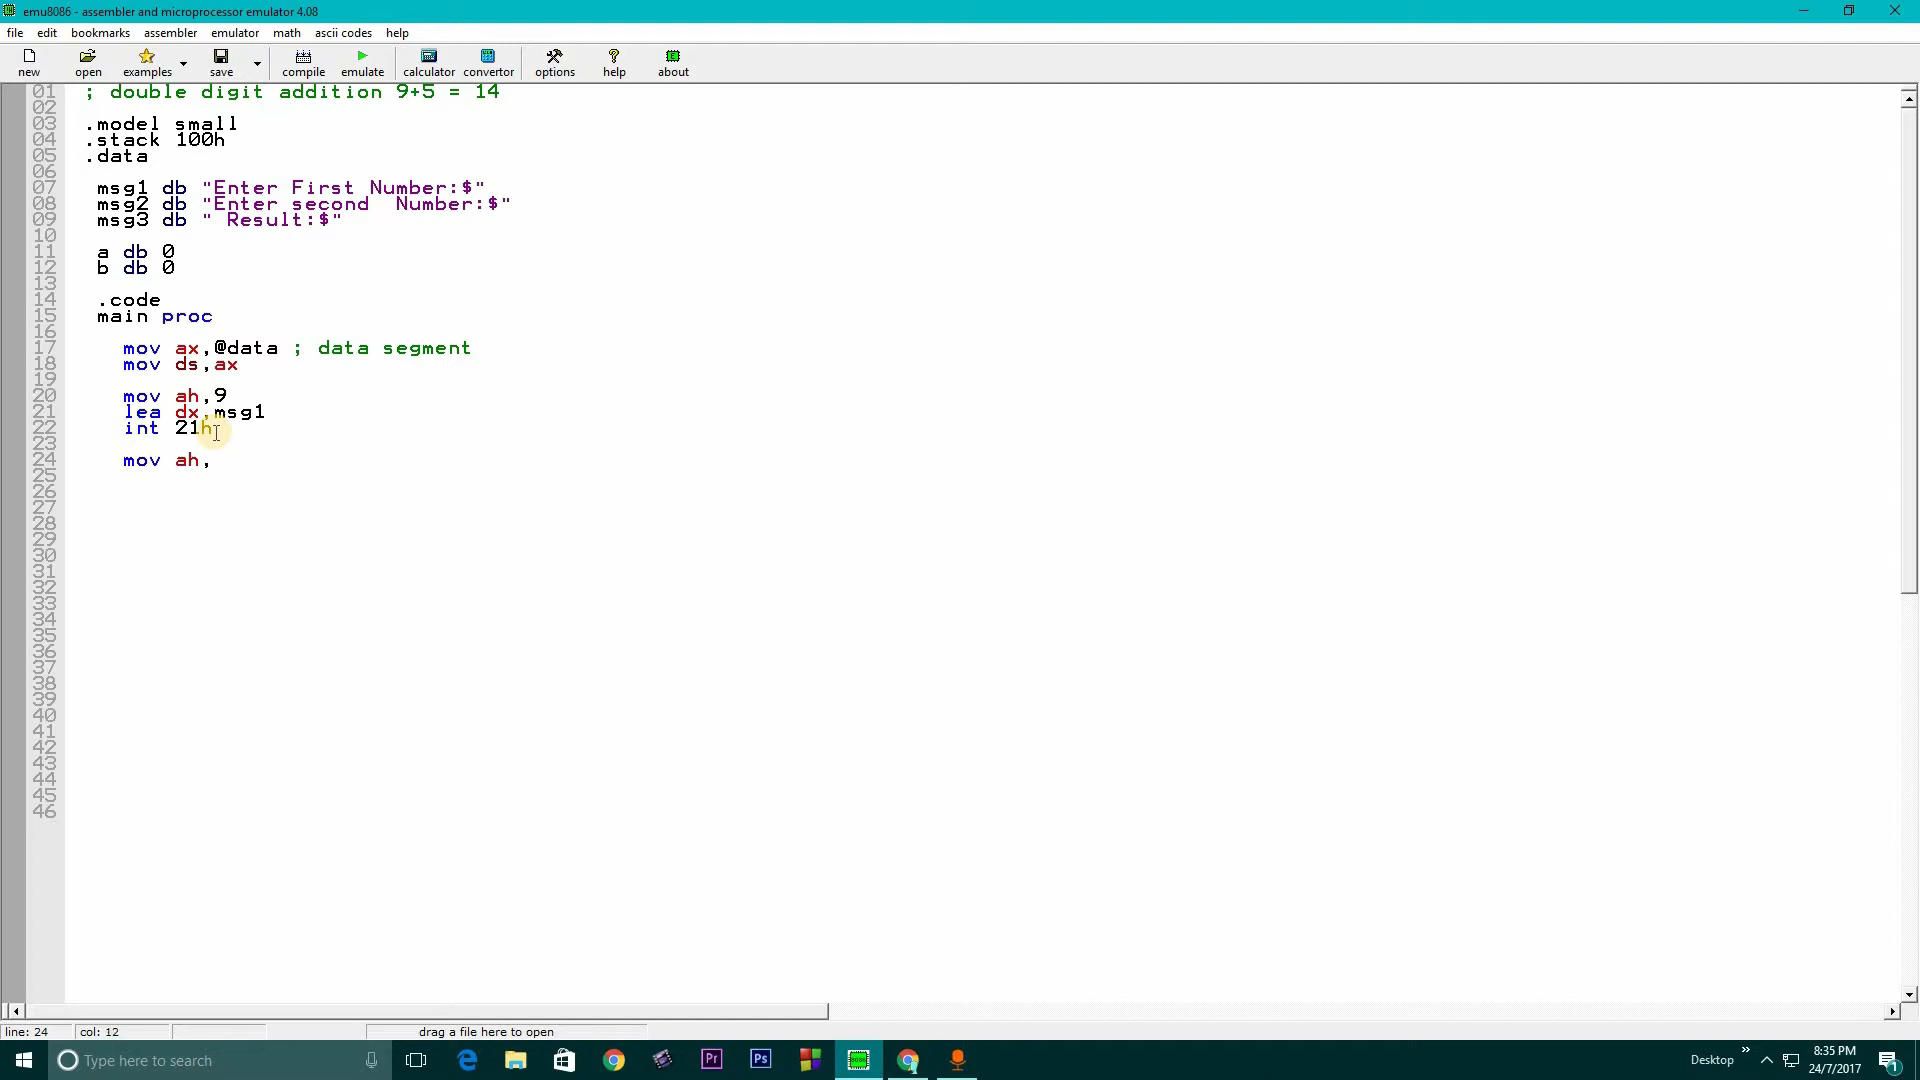 emu8086 - assembler and microprocessor emulator 4.08
file edit bookmarks assembler emulator math ascii codes help
new open examples save compile emulate calculator convertor options help about
01 ; double digit addition 9+5 = 14
02
03 .model small
04 .stack 100h
05 .data
06
07 msg1 db "Enter First Number:$"
08 msg2 db "Enter second  Number:$"
09 msg3 db " Result:$"
10
11 a db 0
12 b db 0
13
14 .code
15 main proc
16
17 mov ax,@data ; data segment
18 mov ds,ax
19
20 mov ah,9
21 lea dx,msg1
22 int 21h
23
24 mov ah,
25
26
27
28
29
30
31
32
33
34
35
36
37
38
39
40
41
42
43
44
45
46
line: 24 col: 12 drag a file here to open
Type here to search Pr Ps 8086 Desktop 8:35 PM
24/7/2017 1